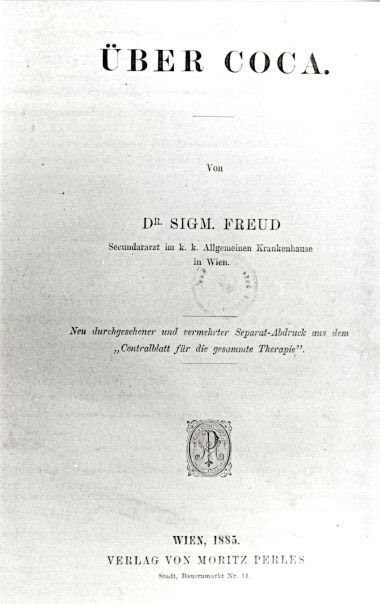 ÜBER COCA.
Von
DR. SIGM. FREUD
Secundararzt im k. k. Allgemeinen Krankenhause
in Wien.
Neu durchgesehener und vermehrter Separat-Abdruck aus dem
„Centralblatt für die gesammte Therapie".
WIEN, 1885.
VERLAG VON MORITZ PERLES
Stadt, Bauernmarkt Nr. 11.